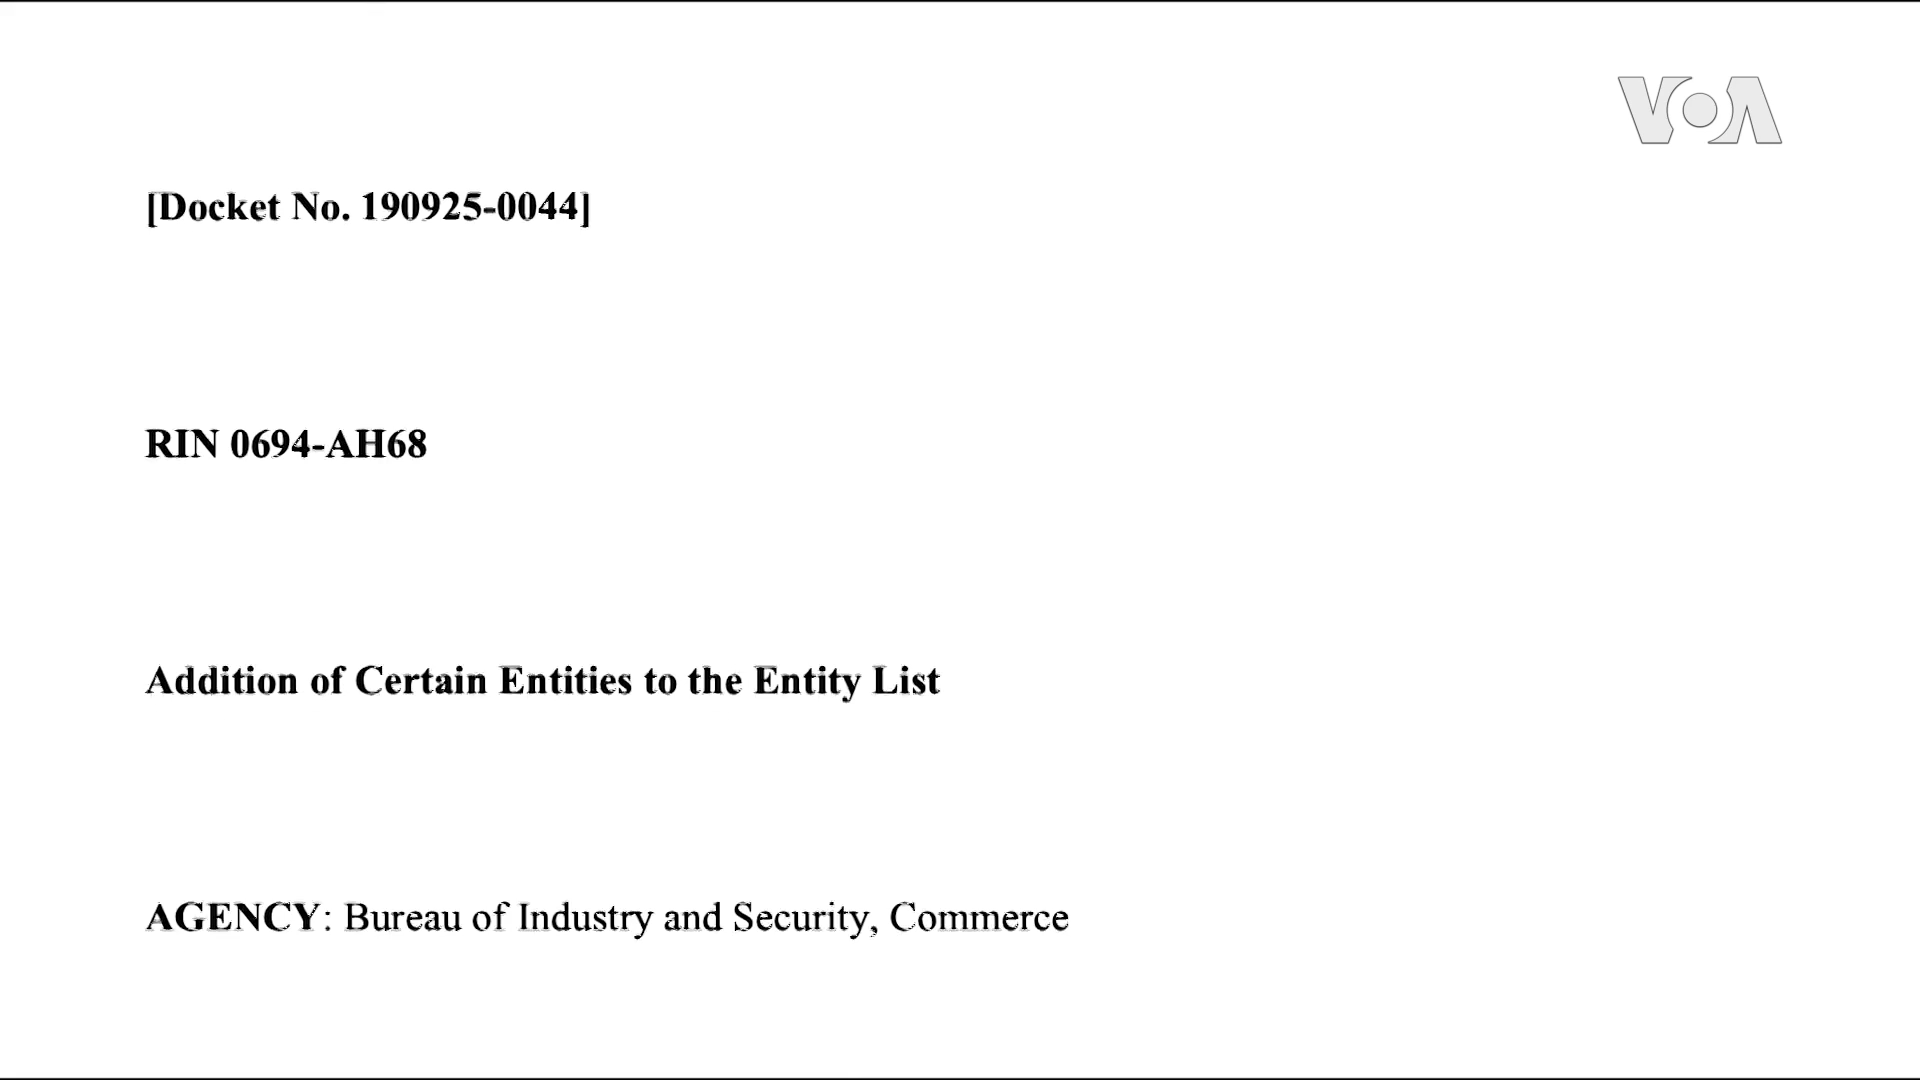 VOA
[Docket No. 190925-0044]
RIN 0694-AH68
Addition of Certain Entities to the Entity List
AGENCY: Bureau of Industry and Security, Commerce